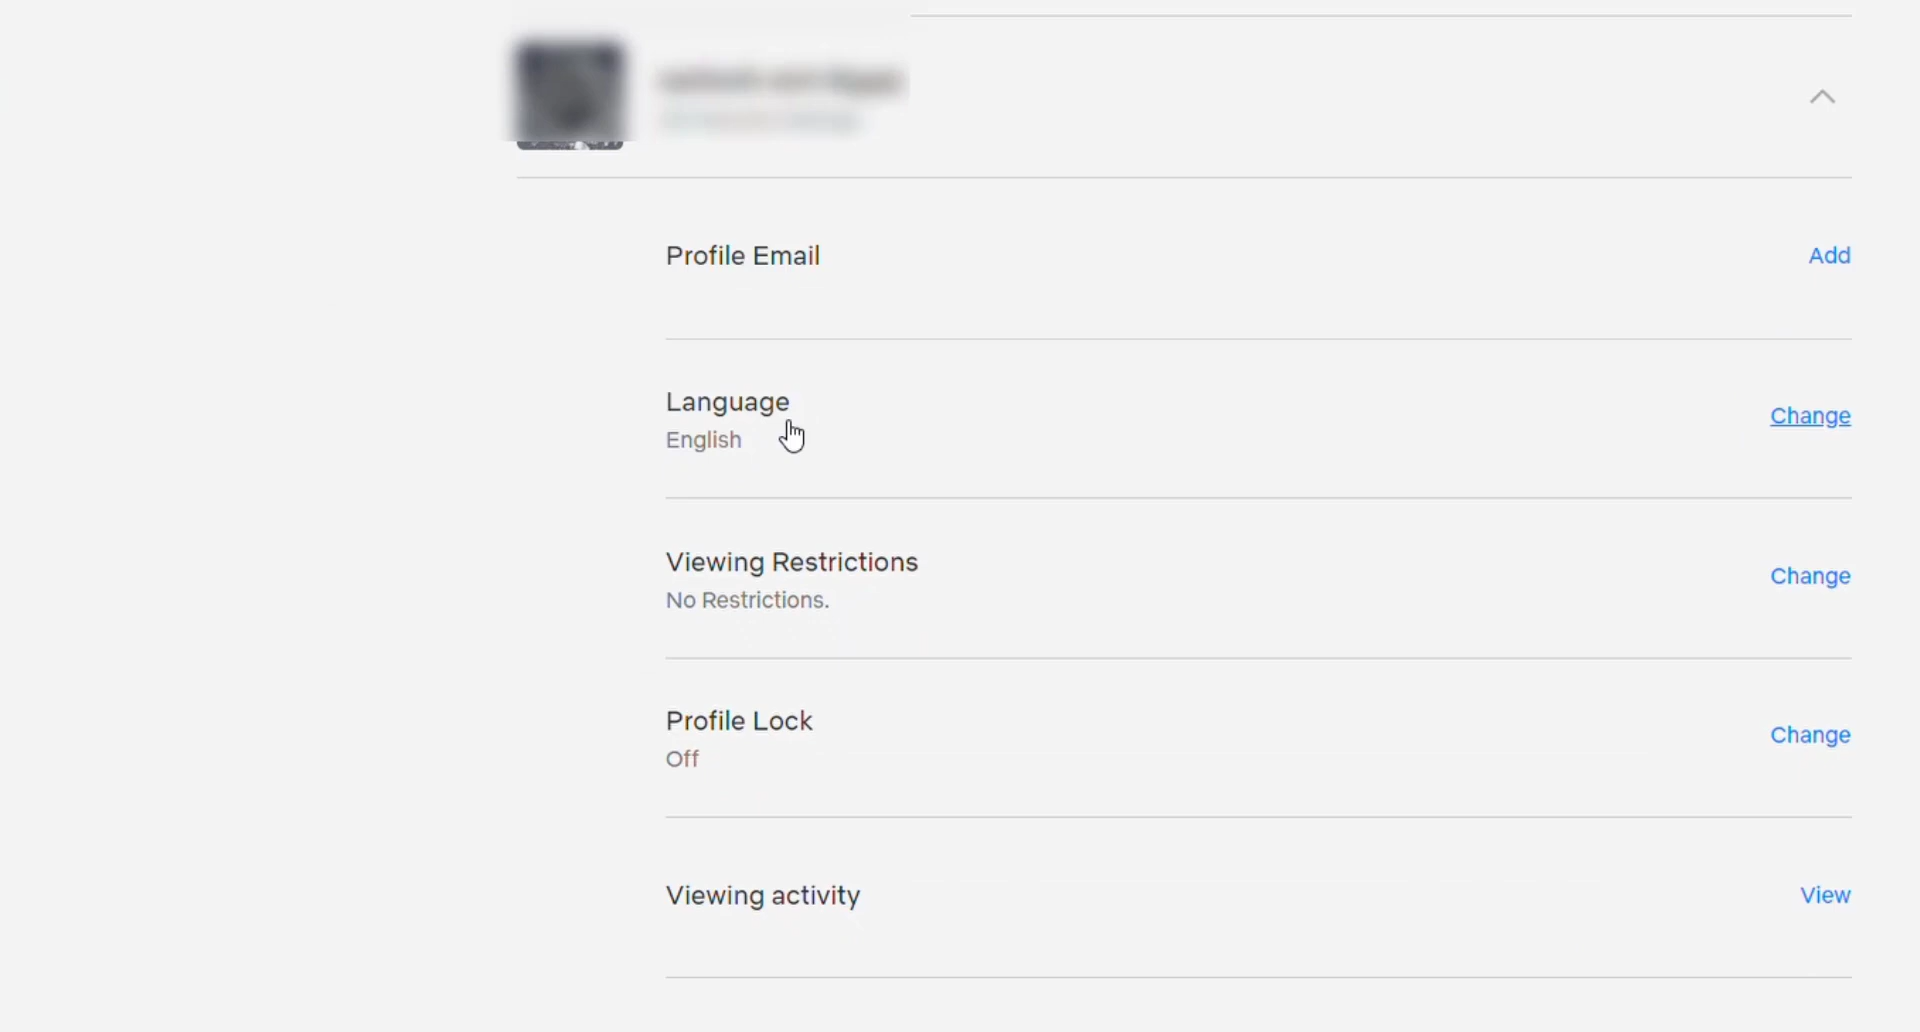 Profile Email
Add
Language
English
Change
Viewing Restrictions
No Restrictions.
Change
Profile Lock
Off
Change
Viewing activity
View